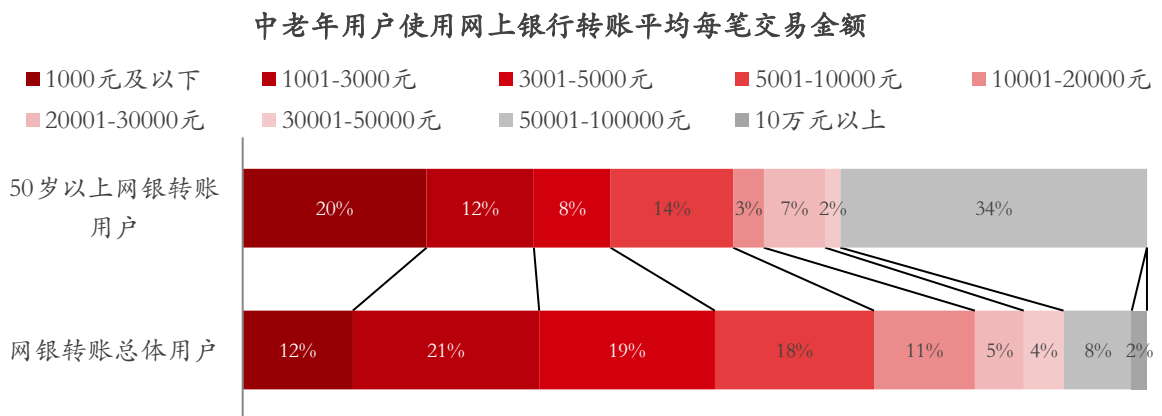 中老年用户使用网上银行转账平均每笔交易金额
1000元及以下 1001-3000元 3001-5000元 5001-10000元 10001-20000元
20001-30000元 30001-50000元 50001-100000元 10万元以上
50岁以上网银转账
用户
20% 12% 8% 14% 3% 7% 2% 34%
网银转账总体用户
12% 21% 19% 18% 11% 5% 4% 8% 2%